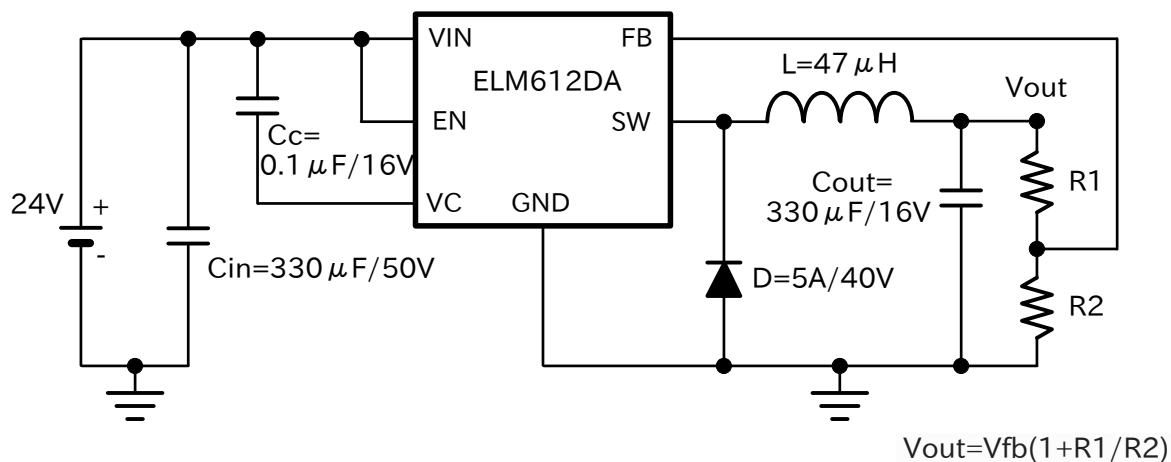 VIN
FB
ELM612DA
EN
SW
VC
GND
L=47μH
Vout
Cc=
0.1μF/16V
24V
+
-
Cin=330μF/50V
Cout=
330μF/16V
R1
D=5A/40V
R2
Vout=Vfb(1+R1/R2)